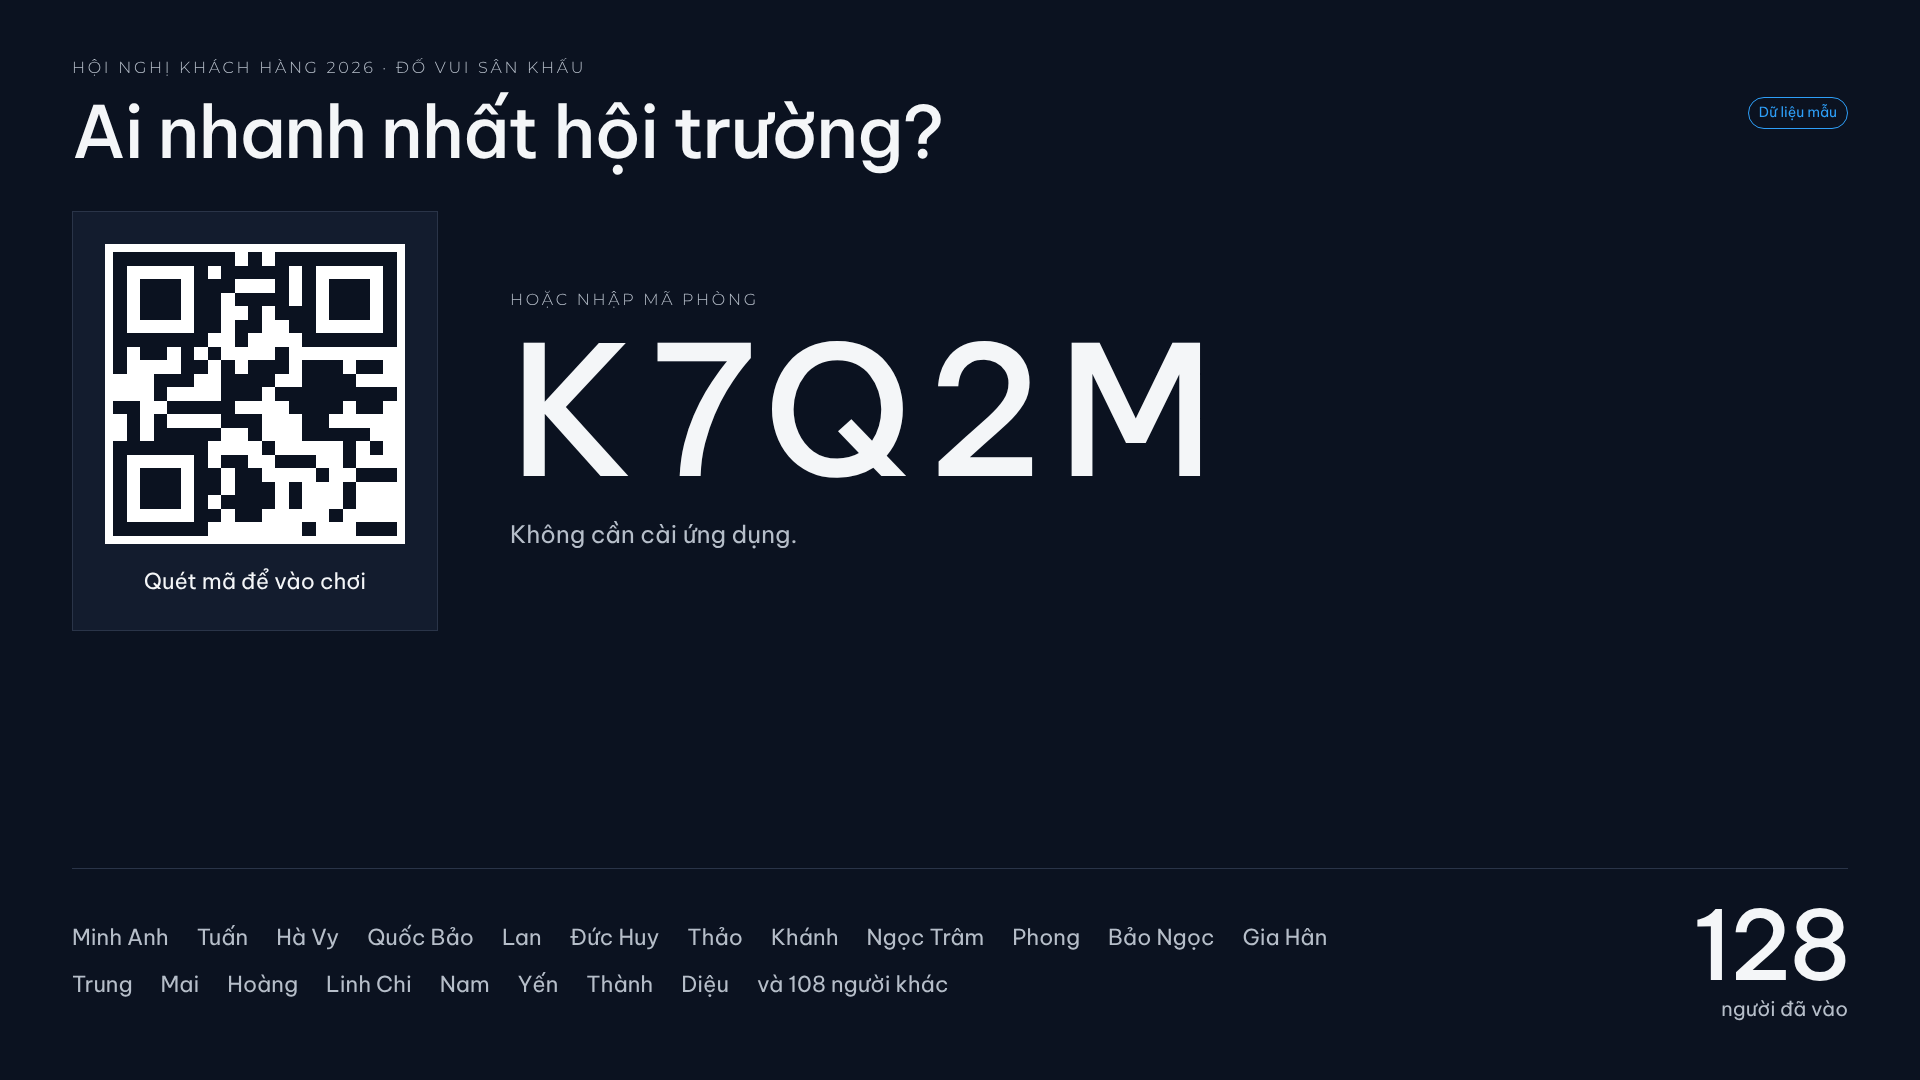 HỘI NGHỊ KHÁCH HÀNG 2026 · ĐỐ VUI SÂN KHẤU
Ai nhanh nhất hội trường?
Dữ liệu mẫu
Quét mã để vào chơi
HOẶC NHẬP MÃ PHÒNG
K7Q2M
Không cần cài ứng dụng.
Minh Anh Tuấn Hà Vy Quốc Bảo Lan Đức Huy Thảo Khánh Ngọc Trâm Phong Bảo Ngọc Gia Hân
Trung Mai Hoàng Linh Chi Nam Yến Thành Diệu và 108 người khác
128
người đã vào